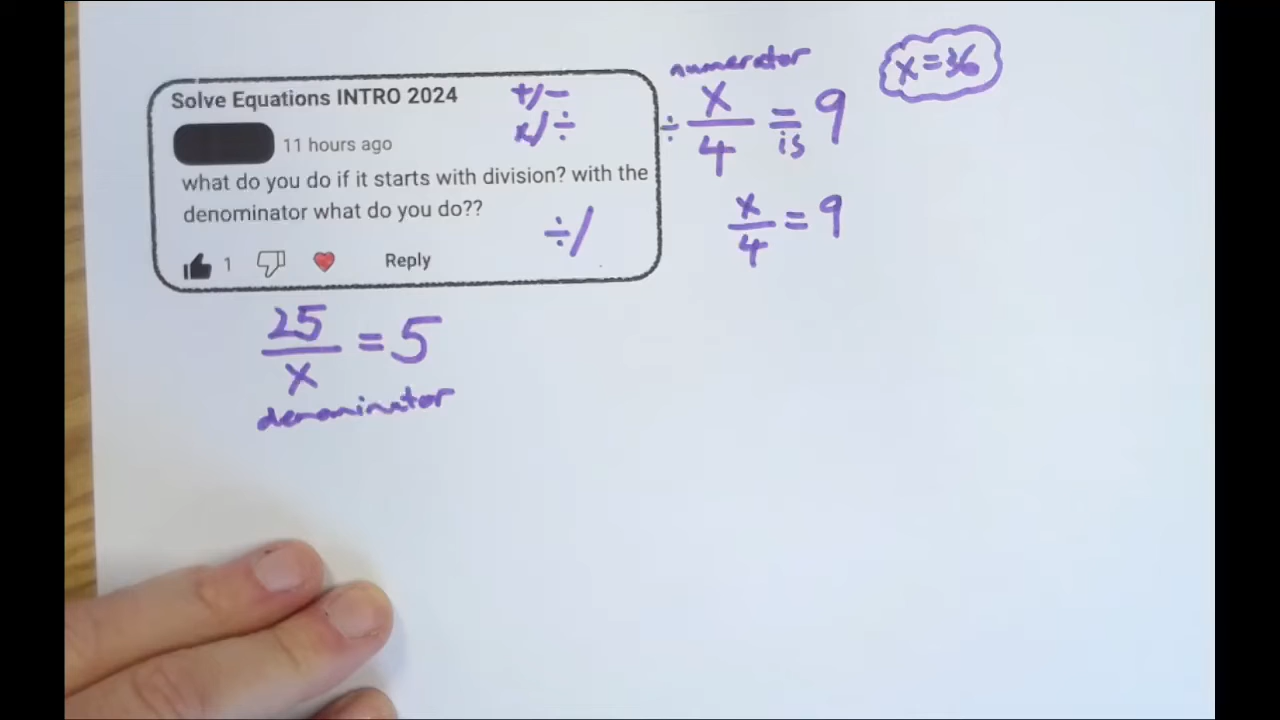 Solve Equations INTRO 2024
+/-
x/÷
11 hours ago
what do you do if it starts with division? with the
denominator what do you do??
÷/
1
Reply
numerator
÷ x/4 = 9
is
x/4 = 9
x=36
25/x = 5
denominator